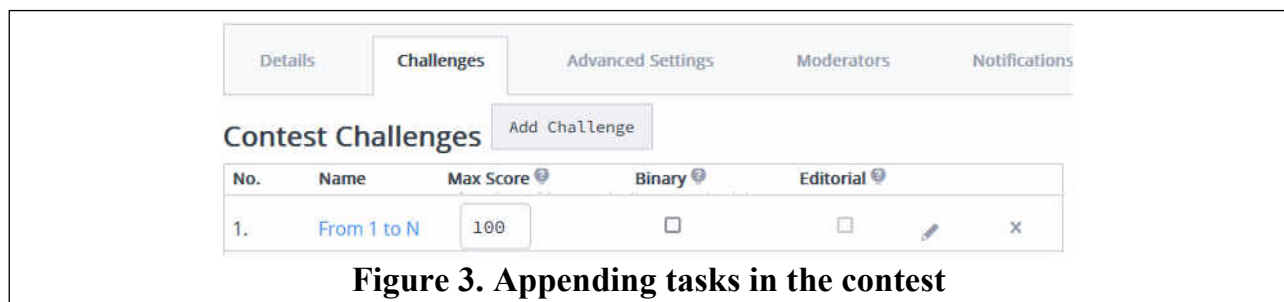 Details Challenges Advanced Settings Moderators Notifications
Contest Challenges Add Challenge
No. Name Max Score Binary Editorial
1. From 1 to N 100
Figure 3. Appending tasks in the contest